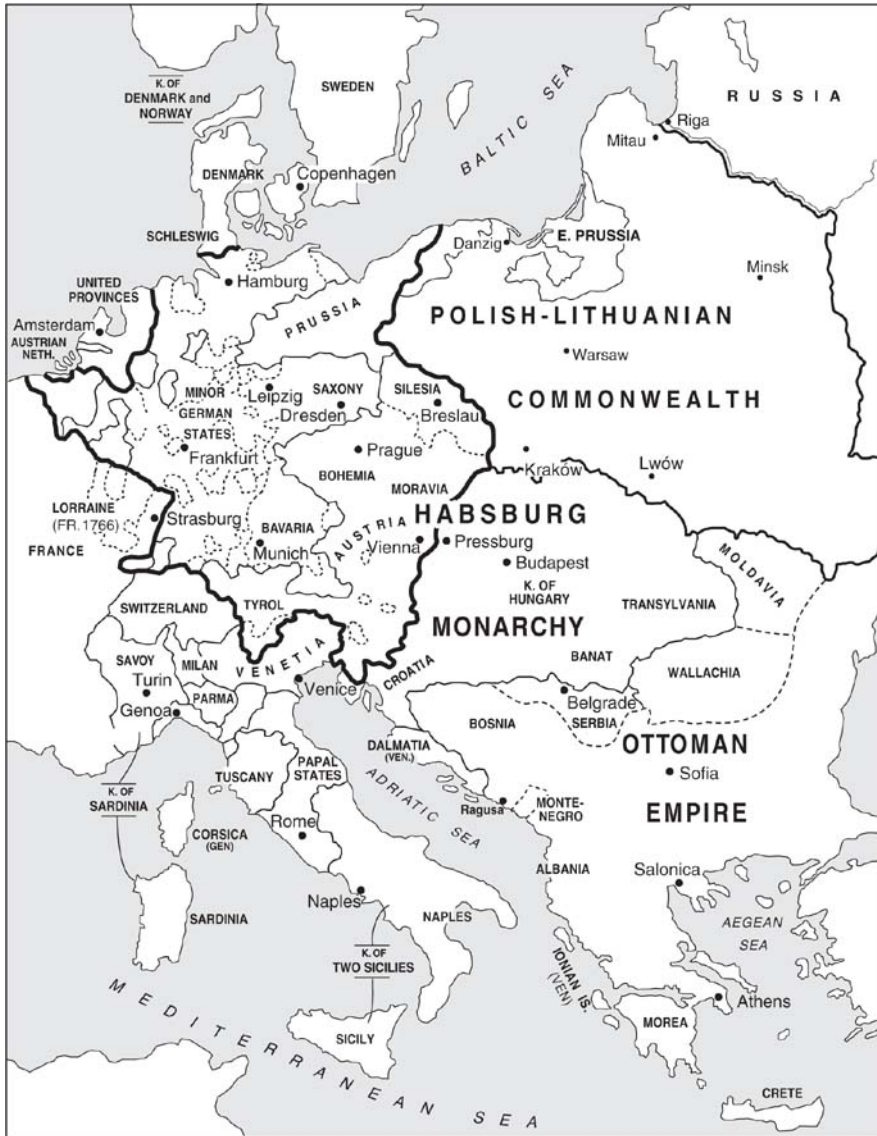 SWEDEN
K. OF
DENMARK and
NORWAY
BALTIC SEA
RUSSIA
Riga
Mitau
DENMARK
Copenhagen
SCHLESWIG
Danzig
E. PRUSSIA
Minsk
UNITED
PROVINCES
Hamburg
PRUSSIA
POLISH-LITHUANIAN
Amsterdam
AUSTRIAN
NETH.
Warsaw
MINOR
GERMAN
STATES
Leipzig
SAXONY
Dresden
SILESIA
Breslau
COMMONWEALTH
Frankfurt
Prague
BOHEMIA
Kraków
Lwów
MORAVIA
LORRAINE
(FR. 1766)
Strasburg
FRANCE
BAVARIA
Munich
AUSTRIA
Vienna
HABSBURG
Pressburg
Budapest
K. OF
HUNGARY
MOLDAVIA
SWITZERLAND
TYROL
TRANSYLVANIA
MONARCHY
SAVOY
MILAN
VENETIA
BANAT
WALLACHIA
Turin
PARMA
Venice
CROATIA
Genoa
BOSNIA
Belgrade
SERBIA
OTTOMAN
DALMATIA
(VEN.)
TUSCANY
PAPAL
STATES
Sofia
K. OF
SARDINIA
ADRIATIC SEA
Ragusa
MONTE-
NEGRO
EMPIRE
CORSICA
(GEN)
Rome
ALBANIA
Salonica
Naples
SARDINIA
NAPLES
AEGEAN
SEA
K. OF
TWO SICILIES
IONIAN IS.
(VEN)
Athens
MEDITERRANEAN SEA
SICILY
MOREA
CRETE